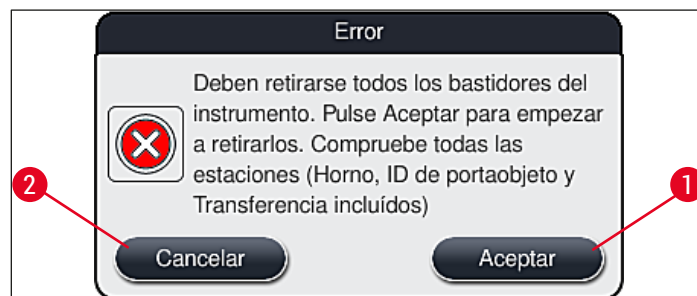 Error
Deben retirarse todos los bastidores del
instrumento. Pulse Aceptar para empezar
a retirarlos. Compruebe todas las
estaciones (Horno, ID de portaobjeto y
Transferencia incluídos)
2
1
Cancelar
Aceptar